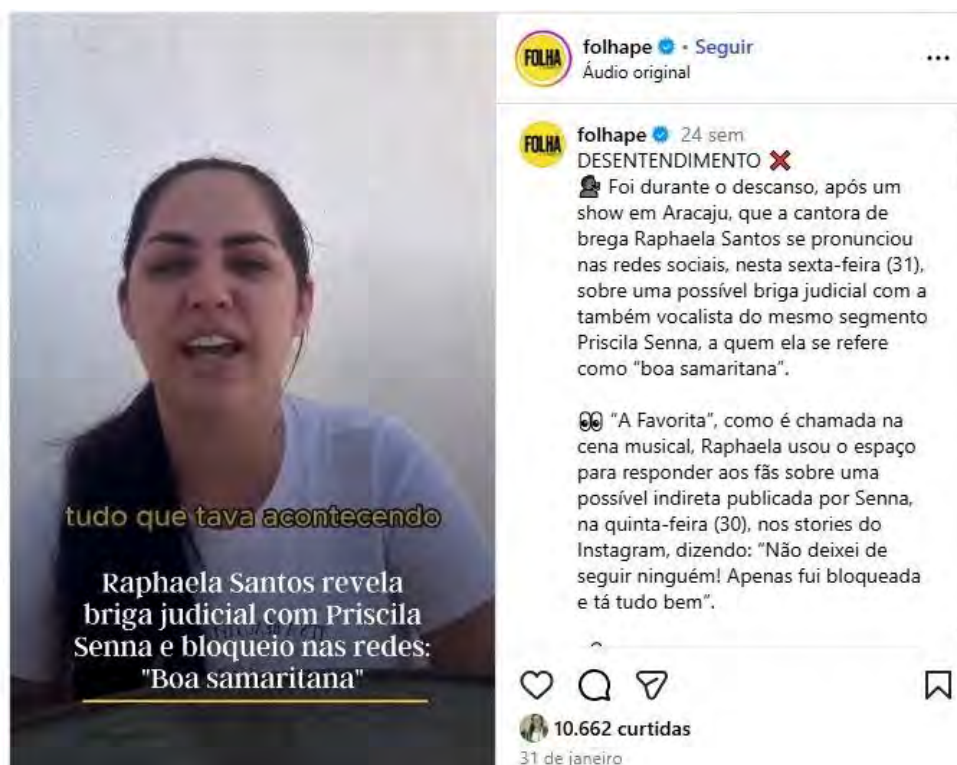 tudo que tava acontecendo
Raphaela Santos revela
briga judicial com Priscila
Senna e bloqueio nas redes:
"Boa samaritana"
FOLHA
folhape • Seguir
Áudio original
FOLHA
folhape 24 sem
DESENTENDIMENTO ❌
🗣 Foi durante o descanso, após um
show em Aracaju, que a cantora de
brega Raphaela Santos se pronunciou
nas redes sociais, nesta sexta-feira (31),
sobre uma possível briga judicial com a
também vocalista do mesmo segmento
Priscila Senna, a quem ela se refere
como “boa samaritana”.
👀 “A Favorita”, como é chamada na
cena musical, Raphaela usou o espaço
para responder aos fãs sobre uma
possível indireta publicada por Senna,
na quinta-feira (30), nos stories do
Instagram, dizendo: “Não deixei de
seguir ninguém! Apenas fui bloqueada
e tá tudo bem”.
10.662 curtidas
31 de janeiro